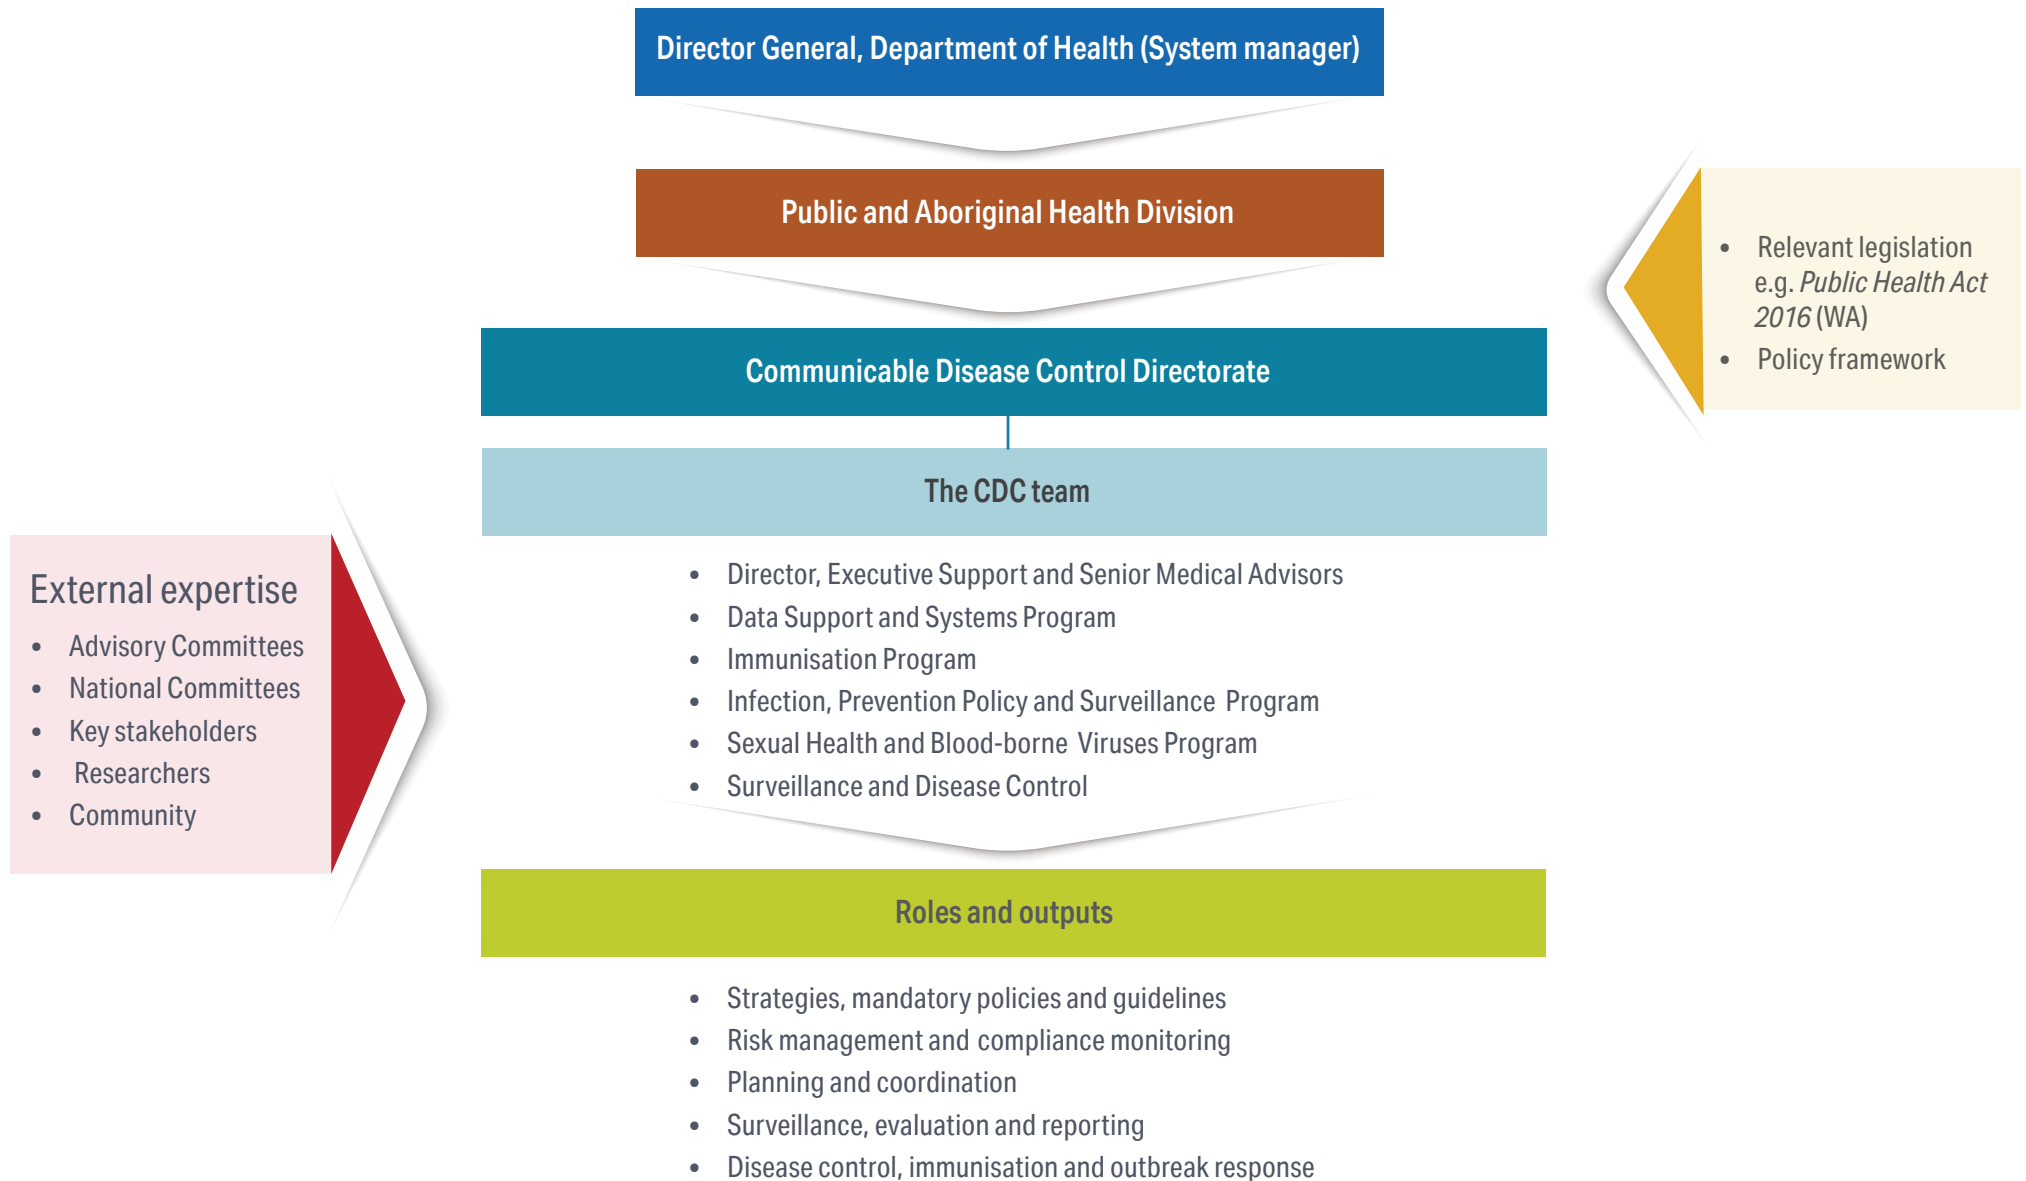 Director General, Department of Health (System manager)
Public and Aboriginal Health Division
• Relevant legislation
e.g. Public Health Act
2016 (WA)
• Policy framework
Communicable Disease Control Directorate
The CDC team
• Director, Executive Support and Senior Medical Advisors
• Data Support and Systems Program
• Immunisation Program
• Infection, Prevention Policy and Surveillance Program
• Sexual Health and Blood-borne Viruses Program
• Surveillance and Disease Control
External expertise
• Advisory Committees
• National Committees
• Key stakeholders
• Researchers
• Community
Roles and outputs
• Strategies, mandatory policies and guidelines
• Risk management and compliance monitoring
• Planning and coordination
• Surveillance, evaluation and reporting
• Disease control, immunisation and outbreak response